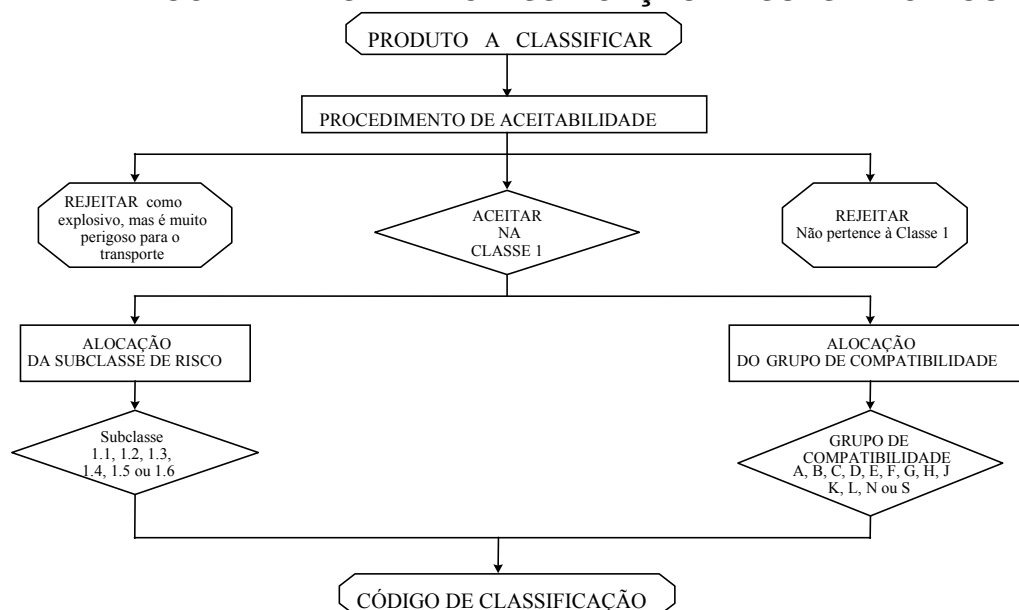 PRODUTO A CLASSIFICAR
PROCEDIMENTO DE ACEITABILIDADE
REJEITAR como
explosivo, mas é muito
perigoso para o
transporte
ACEITAR
NA
CLASSE 1
REJEITAR
Não pertence à Classe 1
ALOCAÇÃO
DA SUBCLASSE DE RISCO
ALOCAÇÃO
DO GRUPO DE COMPATIBILIDADE
Subclasse
1.1, 1.2, 1.3,
1.4, 1.5 ou 1.6
GRUPO DE
COMPATIBILIDADE
A, B, C, D, E, F, G, H, J
K, L, N ou S
CÓDIGO DE CLASSIFICAÇÃO